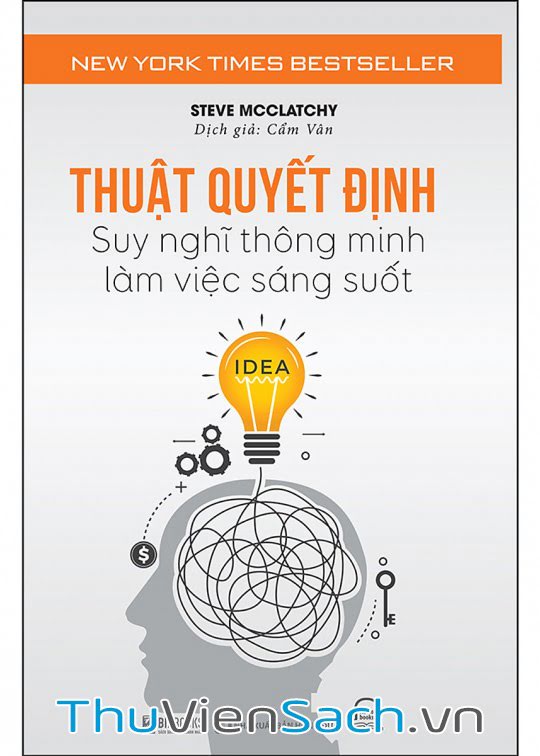 NEW YORK TIMES BESTSELLER
STEVE MCCLATCHY
Dịch giả: Cẩm Vân
THUẬT QUYẾT ĐỊNH
Suy nghĩ thông minh
làm việc sáng suốt
IDEA
$
ThuVienSach.vn
books